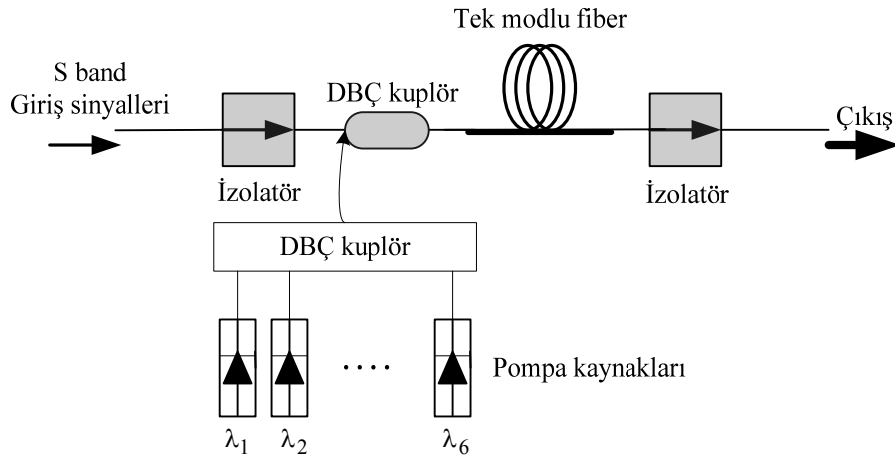 Tek modlu fiber
S band
Giriş sinyalleri
DBÇ kuplör
Çıkış
İzolatör
İzolatör
DBÇ kuplör
....
Pompa kaynakları
λ1 λ2 λ6